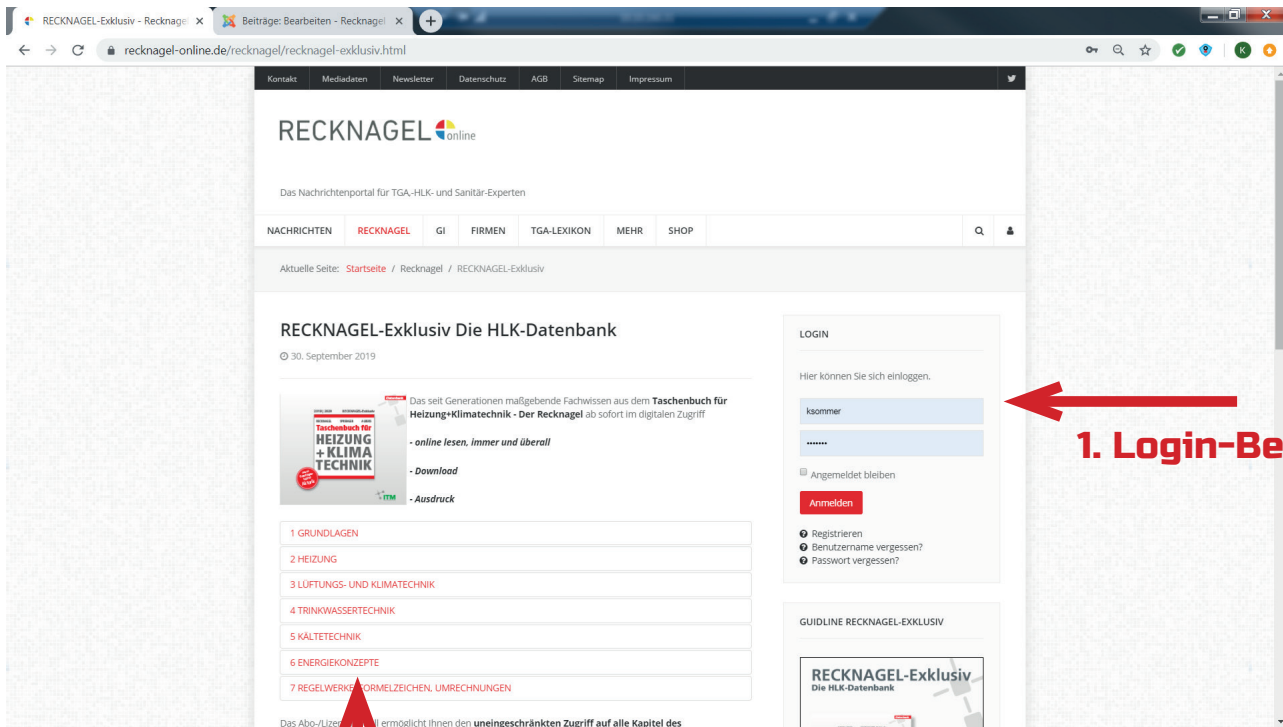 RECKNAGEL-Exklusiv - Recknagel
Beiträge: Bearbeiten - Recknagel
recknagel-online.de/recknagel/recknagel-exklusiv.html
K
Kontakt Mediadaten Newsletter Datenschutz AGB Sitemap Impressum
RECKNAGEL online
Das Nachrichtenportal für TGA,-HLK- und Sanitär-Experten
NACHRICHTEN RECKNAGEL GI FIRMEN TGA-LEXIKON MEHR SHOP
Aktuelle Seite: Startseite / Recknagel / RECKNAGEL-Exklusiv
RECKNAGEL-Exklusiv Die HLK-Datenbank
30. September 2019
Das seit Generationen maßgebende Fachwissen aus dem Taschenbuch für
Heizung+Klimatechnik - Der Recknagel ab sofort im digitalen Zugriff
- online lesen, immer und überall
- Download
- Ausdruck
Taschenbuch für
HEIZUNG
+ KLIMA
TECHNIK
ITM
1 GRUNDLAGEN
2 HEIZUNG
3 LÜFTUNGS- UND KLIMATECHNIK
4 TRINKWASSERTECHNIK
5 KÄLTETECHNIK
6 ENERGIEKONZEPTE
7 REGELWERKE, FORMELZEICHEN, UMRECHNUNGEN
Das ermöglicht Ihnen den uneingeschränkten Zugriff auf alle Kapitel des
LOGIN
Hier können Sie sich einloggen.
ksommer
•••••••
Angemeldet bleiben
Anmelden
Registrieren
Benutzername vergessen?
Passwort vergessen?
1. Login-Be
GUIDLINE RECKNAGEL-EXKLUSIV
RECKNAGEL-Exklusiv
Die HLK-Datenbank